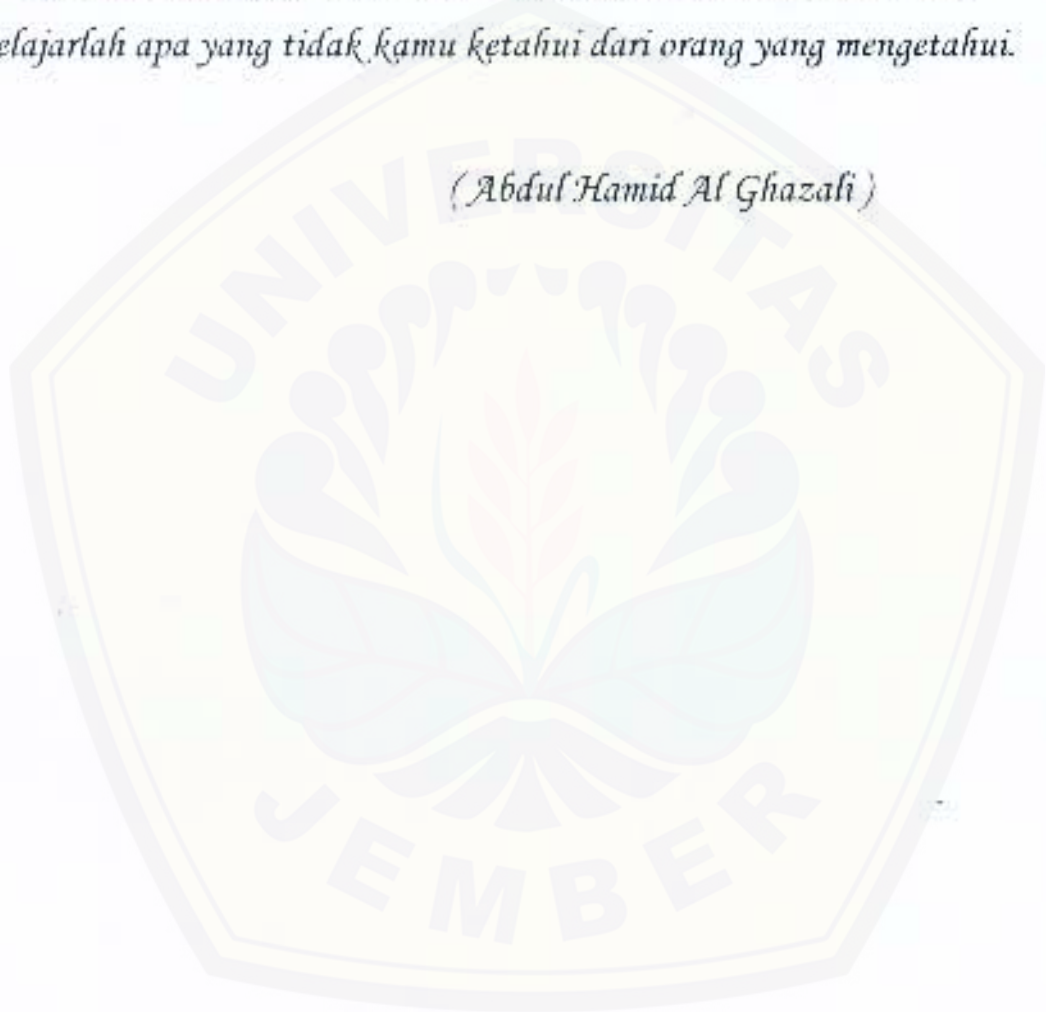 elajarlah apa yang tidak kamu ketahui dari orang yang mengetahui.
( Abdul Hamid Al Ghazali )
UNIVERSITAS
JEMBER